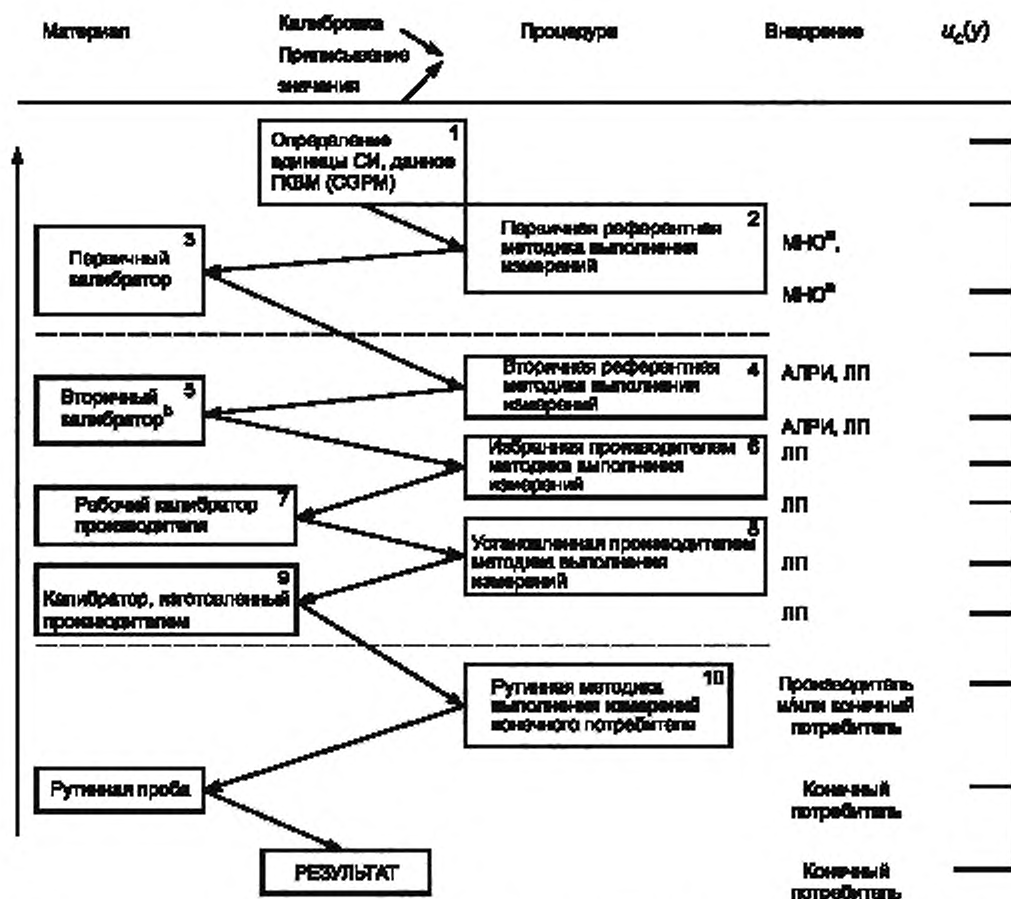 Материал
Калибровка
Приписывание
значения
Процедура
Внедрение
u_c(y)
Определение 1
единицы СИ, данное
ГКВМ (CGPM)
Первичная референтная 2
методика выполнения
измерений
МНОᵃ,
МНОᵃ
3
Первичный
калибратор
Вторичная референтная 4
методика выполнения
измерений
АЛРИ, ЛП
5
Вторичный
калибраторᵇ
АЛРИ, ЛП
Избранная производителем 6
методика выполнения
измерений
ЛП
Рабочий калибратор 7
производителя
ЛП
8
Установленная производителем
методика выполнения
измерений
ЛП
9
Калибратор, изготовленный
производителем
ЛП
Рутинная методика 10
выполнения измерений
конечного потребителя
Производитель
и/или конечный
потребитель
Рутинная проба
Конечный
потребитель
РЕЗУЛЬТАТ
Конечный
потребитель